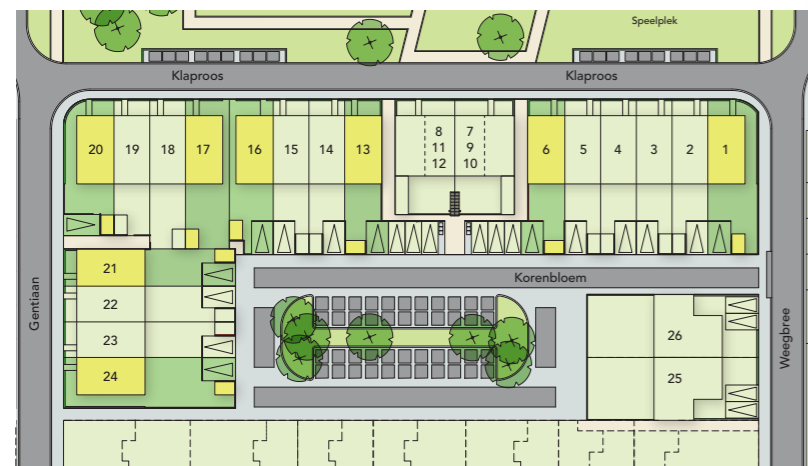 Speelplek
Klaproos
Klaproos
20 19 18 17 16 15 14 13
8 7
11 9
12 10
6 5 4 3 2 1
21
22
23
24
Gentiaan
Korenbloem
Weegbree
26
25